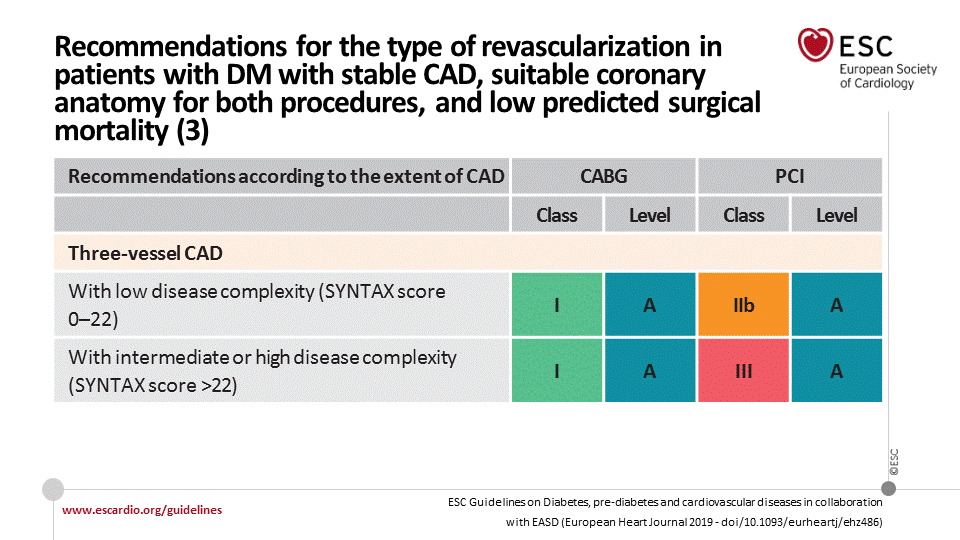 Recommendations for the type of revascularization in
patients with DM with stable CAD, suitable coronary
anatomy for both procedures, and low predicted surgical
mortality (3)
ESC
European Society
of Cardiology
Recommendations according to the extent of CAD CABG PCI
Class Level Class Level
Three-vessel CAD
With low disease complexity (SYNTAX score
0–22)
I A IIb A
With intermediate or high disease complexity
(SYNTAX score >22)
I A III A
©ESC
www.escardio.org/guidelines
ESC Guidelines on Diabetes, pre-diabetes and cardiovascular diseases in collaboration
with EASD (European Heart Journal 2019 - doi/10.1093/eurheartj/ehz486)